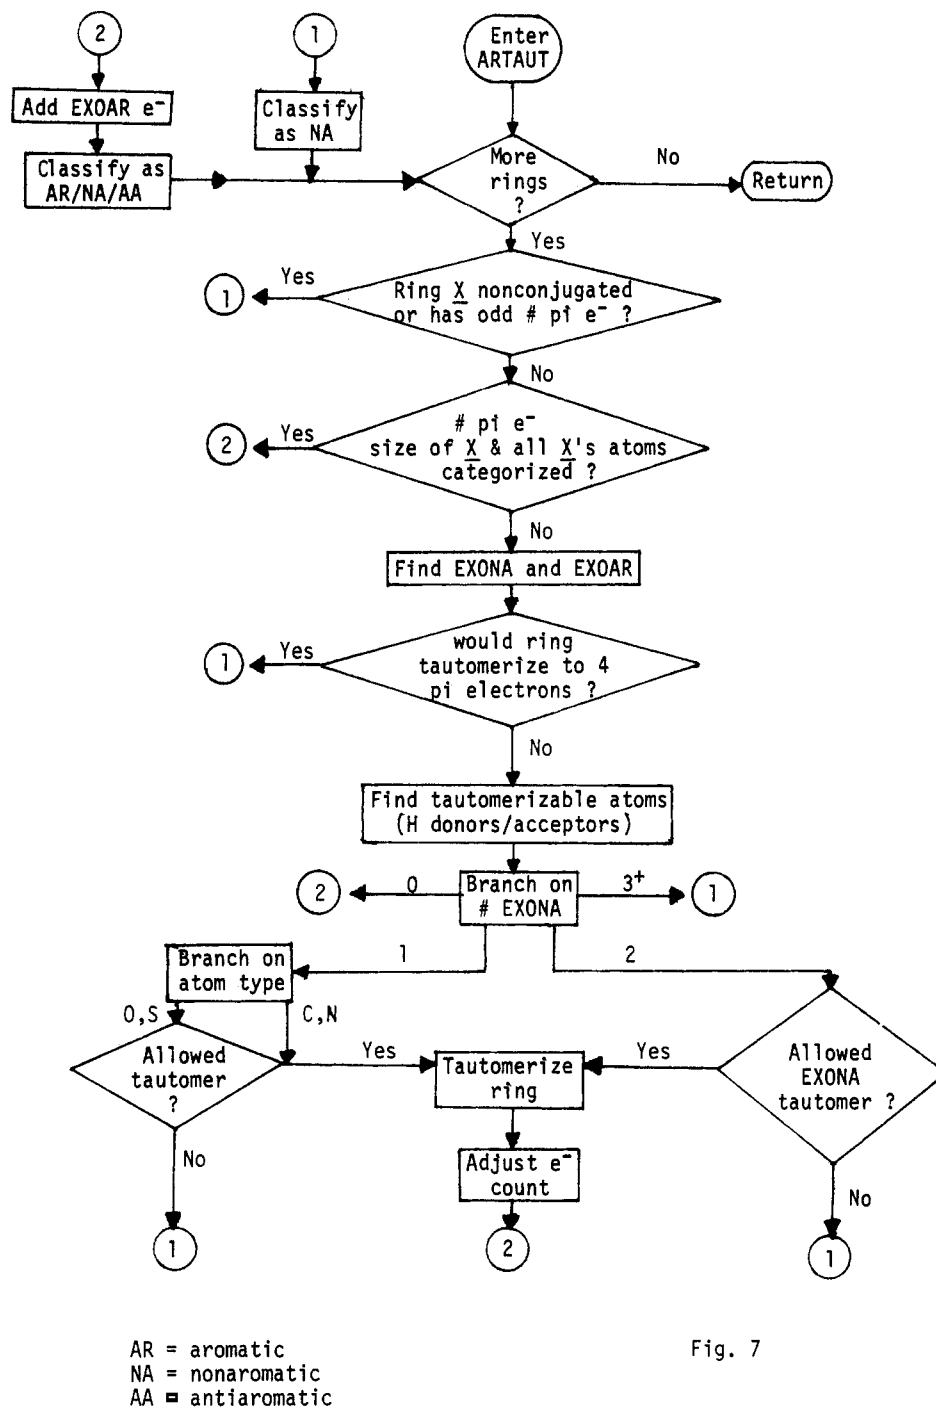 2
1
Enter
ARTAUT
Add EXOAR e⁻
Classify
as NA
Classify as
AR/NA/AA
More
rings
?
No
Return
Yes
Yes
1
Ring X nonconjugated
or has odd # pi e⁻ ?
No
# pi e⁻
size of X & all X's atoms
categorized ?
Yes
2
No
Find EXONA and EXOAR
would ring
tautomerize to 4
pi electrons ?
Yes
1
No
Find tautomerizable atoms
(H donors/acceptors)
2
0
Branch on
# EXONA
3+
1
Branch on
atom type
1
2
O,S
C,N
Allowed
tautomer
?
Yes
Tautomerize
ring
Yes
Allowed
EXONA
tautomer ?
No
Adjust e⁻
count
No
1
2
1
AR = aromatic
NA = nonaromatic
AA = antiaromatic
Fig. 7